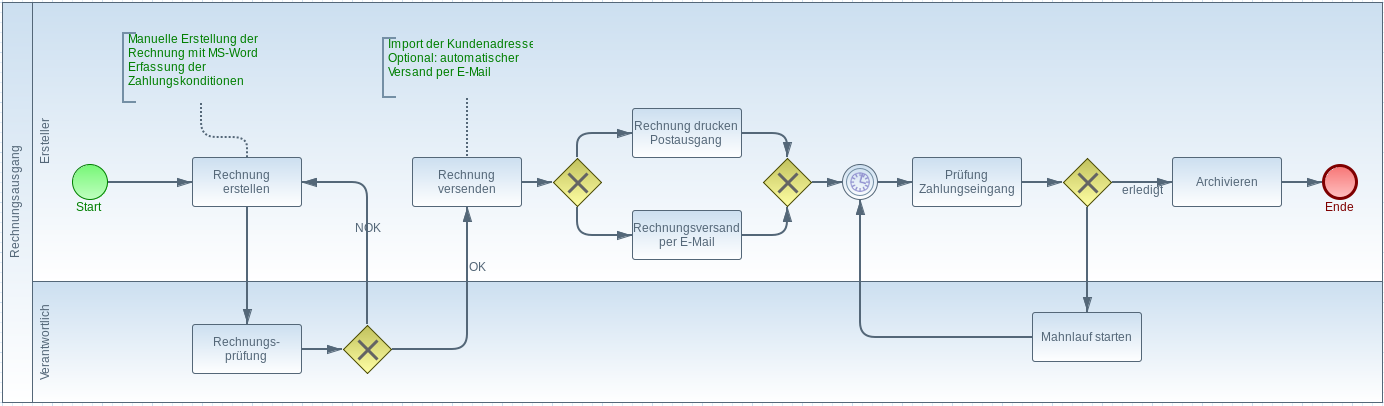 Rechnungsausgang
Ersteller
Manuelle Erstellung der
Rechnung mit MS-Word
Erfassung der
Zahlungskonditionen
Import der Kundenadresse
Optional: automatischer
Versand per E-Mail
Start
Rechnung
erstellen
NOK
Rechnung
versenden
OK
Rechnung drucken
Postausgang
Rechnungsversand
per E-Mail
Prüfung
Zahlungseingang
erledigt
Archivieren
Ende
Verantwortlich
Rechnungs-
prüfung
Mahnlauf starten